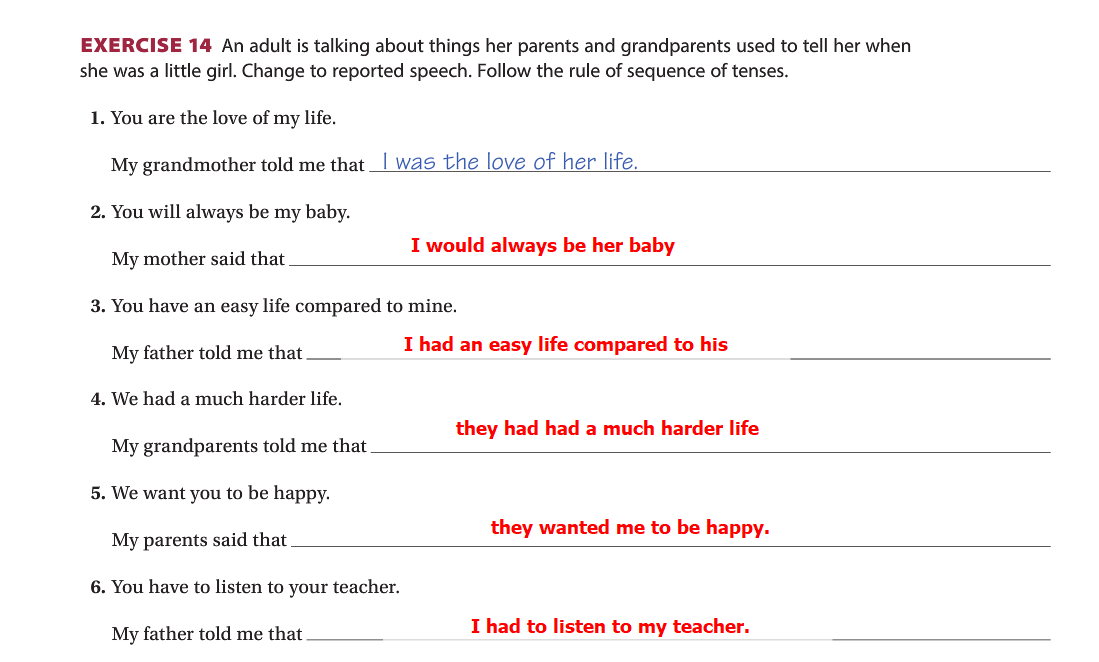 EXERCISE 14 An adult is talking about things her parents and grandparents used to tell her when
she was a little girl. Change to reported speech. Follow the rule of sequence of tenses.
1. You are the love of my life.
My grandmother told me that I was the love of her life.
2. You will always be my baby.
My mother said that I would always be her baby
3. You have an easy life compared to mine.
My father told me that I had an easy life compared to his
4. We had a much harder life.
My grandparents told me that they had had a much harder life
5. We want you to be happy.
My parents said that they wanted me to be happy.
6. You have to listen to your teacher.
My father told me that I had to listen to my teacher.